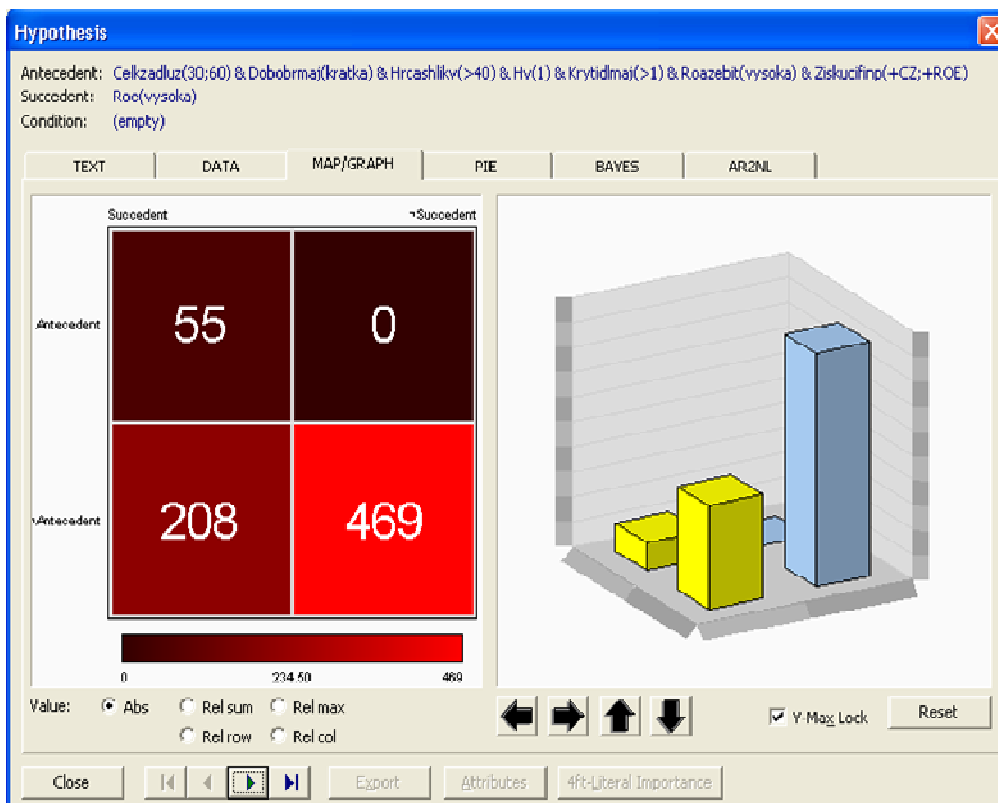 Hypothesis
Antecedent: Celkzadluz(30;60) & Dobobrmaj(kratka) & Hrcashlikv(>40) & Hv(1) & Krytidlmaj(>1) & Roazebit(vysoka) & Ziskucifinp(+CZ;+ROE)
Succedent: Roe(vysoka)
Condition: (empty)
TEXT DATA MAP/GRAPH PIE BAYES AR2NL
Succedent ¬Succedent
Antecedent 55 0
¬Antecedent 208 469
0 234.50 469
Value: Abs Rel sum Rel max
Rel row Rel col
Y-Max Lock Reset
Close Export Attributes 4ft-Literal Importance